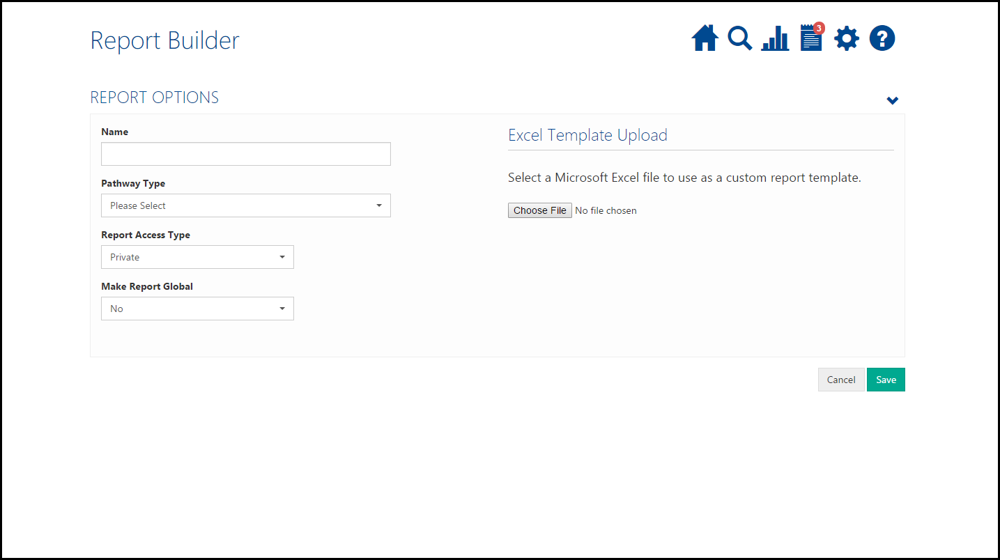 Report Builder
3
?
REPORT OPTIONS
Name
Pathway Type
Please Select
Report Access Type
Private
Make Report Global
No
Excel Template Upload
Select a Microsoft Excel file to use as a custom report template.
Choose File No file chosen
Cancel Save